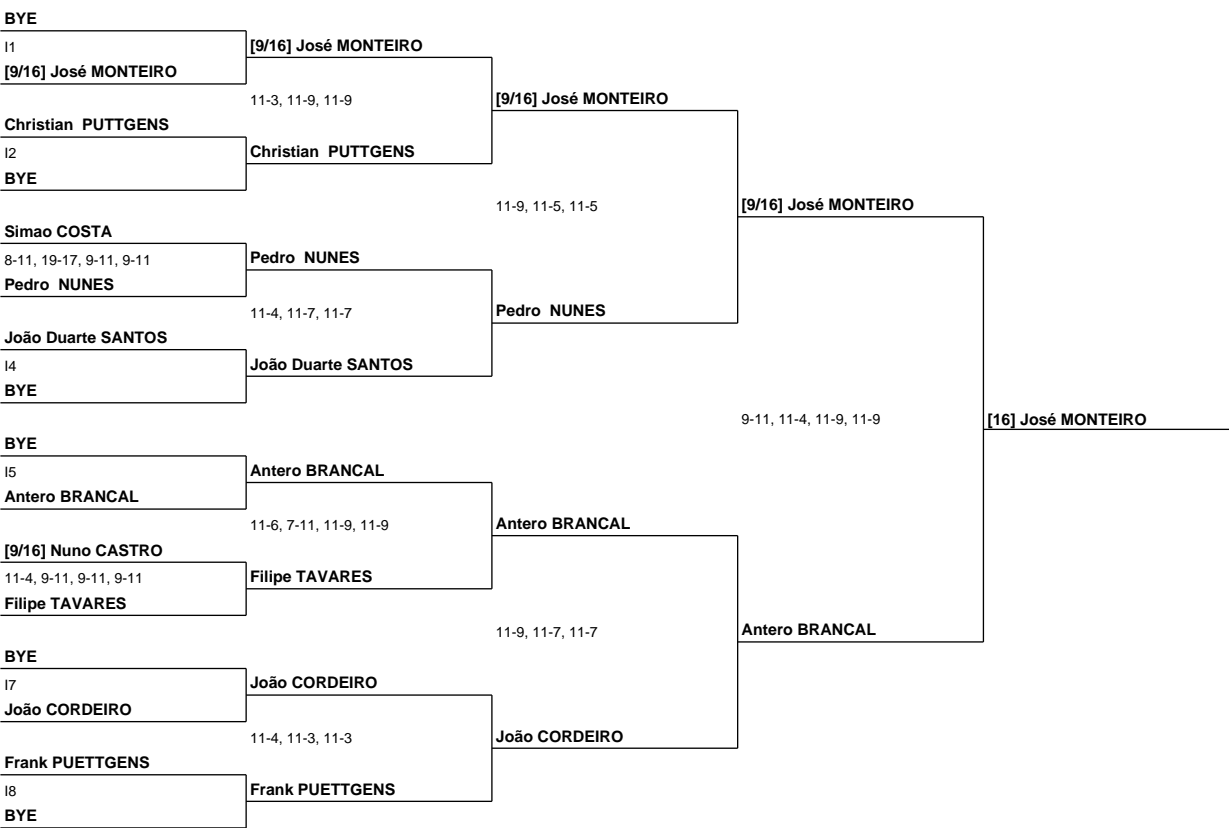 BYE
I1
[9/16] José MONTEIRO
[9/16] José MONTEIRO
11-3, 11-9, 11-9
[9/16] José MONTEIRO
Christian  PUTTGENS
I2
Christian  PUTTGENS
BYE
11-9, 11-5, 11-5
[9/16] José MONTEIRO
Simao COSTA
8-11, 19-17, 9-11, 9-11
Pedro  NUNES
Pedro  NUNES
11-4, 11-7, 11-7
Pedro  NUNES
João Duarte SANTOS
I4
João Duarte SANTOS
BYE
9-11, 11-4, 11-9, 11-9
[16] José MONTEIRO
BYE
I5
Antero BRANCAL
Antero BRANCAL
11-6, 7-11, 11-9, 11-9
Antero BRANCAL
[9/16] Nuno CASTRO
11-4, 9-11, 9-11, 9-11
Filipe TAVARES
Filipe TAVARES
11-9, 11-7, 11-7
Antero BRANCAL
BYE
I7
João CORDEIRO
João CORDEIRO
11-4, 11-3, 11-3
João CORDEIRO
Frank PUETTGENS
I8
Frank PUETTGENS
BYE